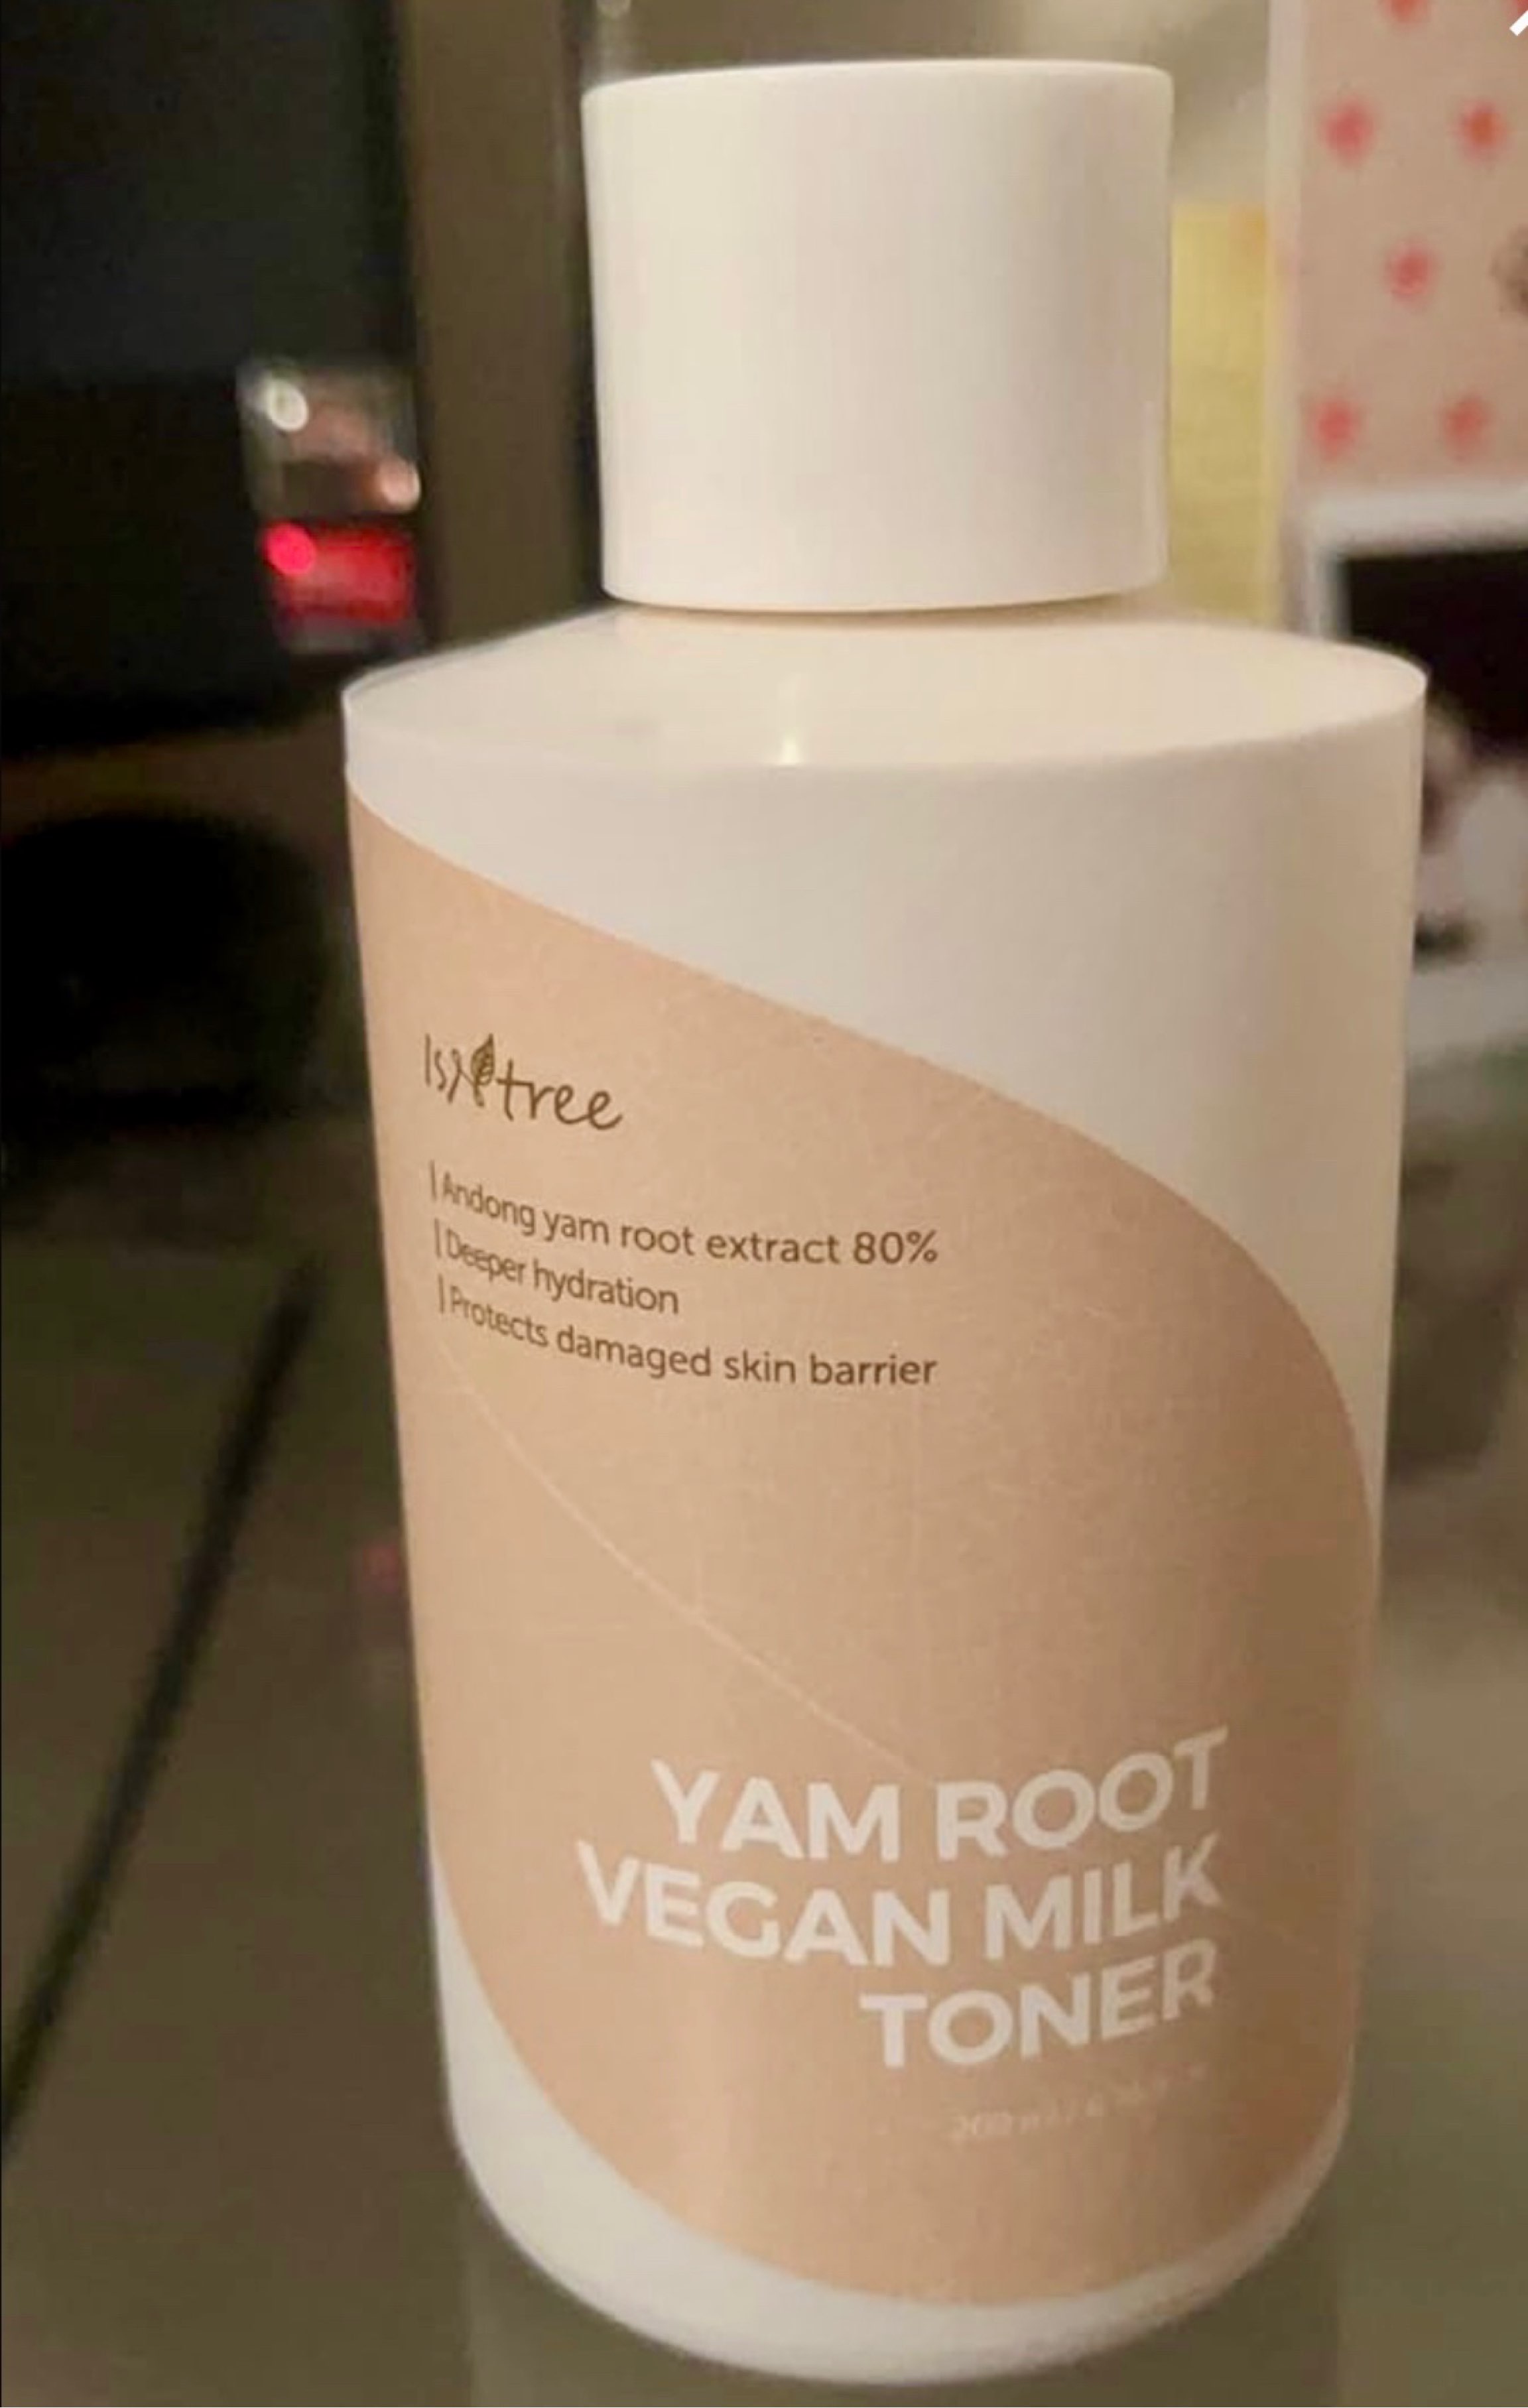 IsNtree
| Andong yam root extract 80%
| Deeper hydration
| Protects damaged skin barrier
YAM ROOT
VEGAN MILK
TONER